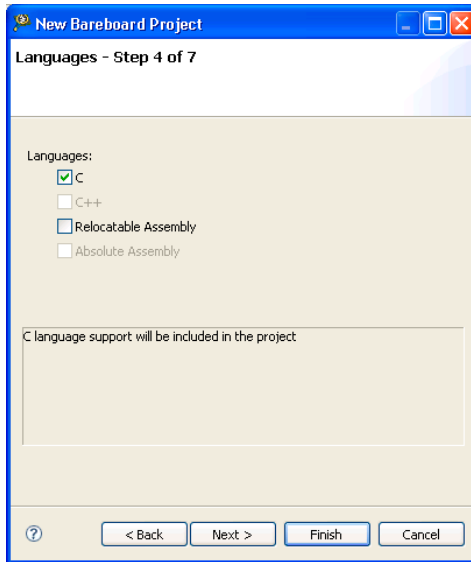 New Bareboard Project
Languages - Step 4 of 7
Languages:
C
C++
Relocatable Assembly
Absolute Assembly
C language support will be included in the project
?
< Back Next > Finish Cancel